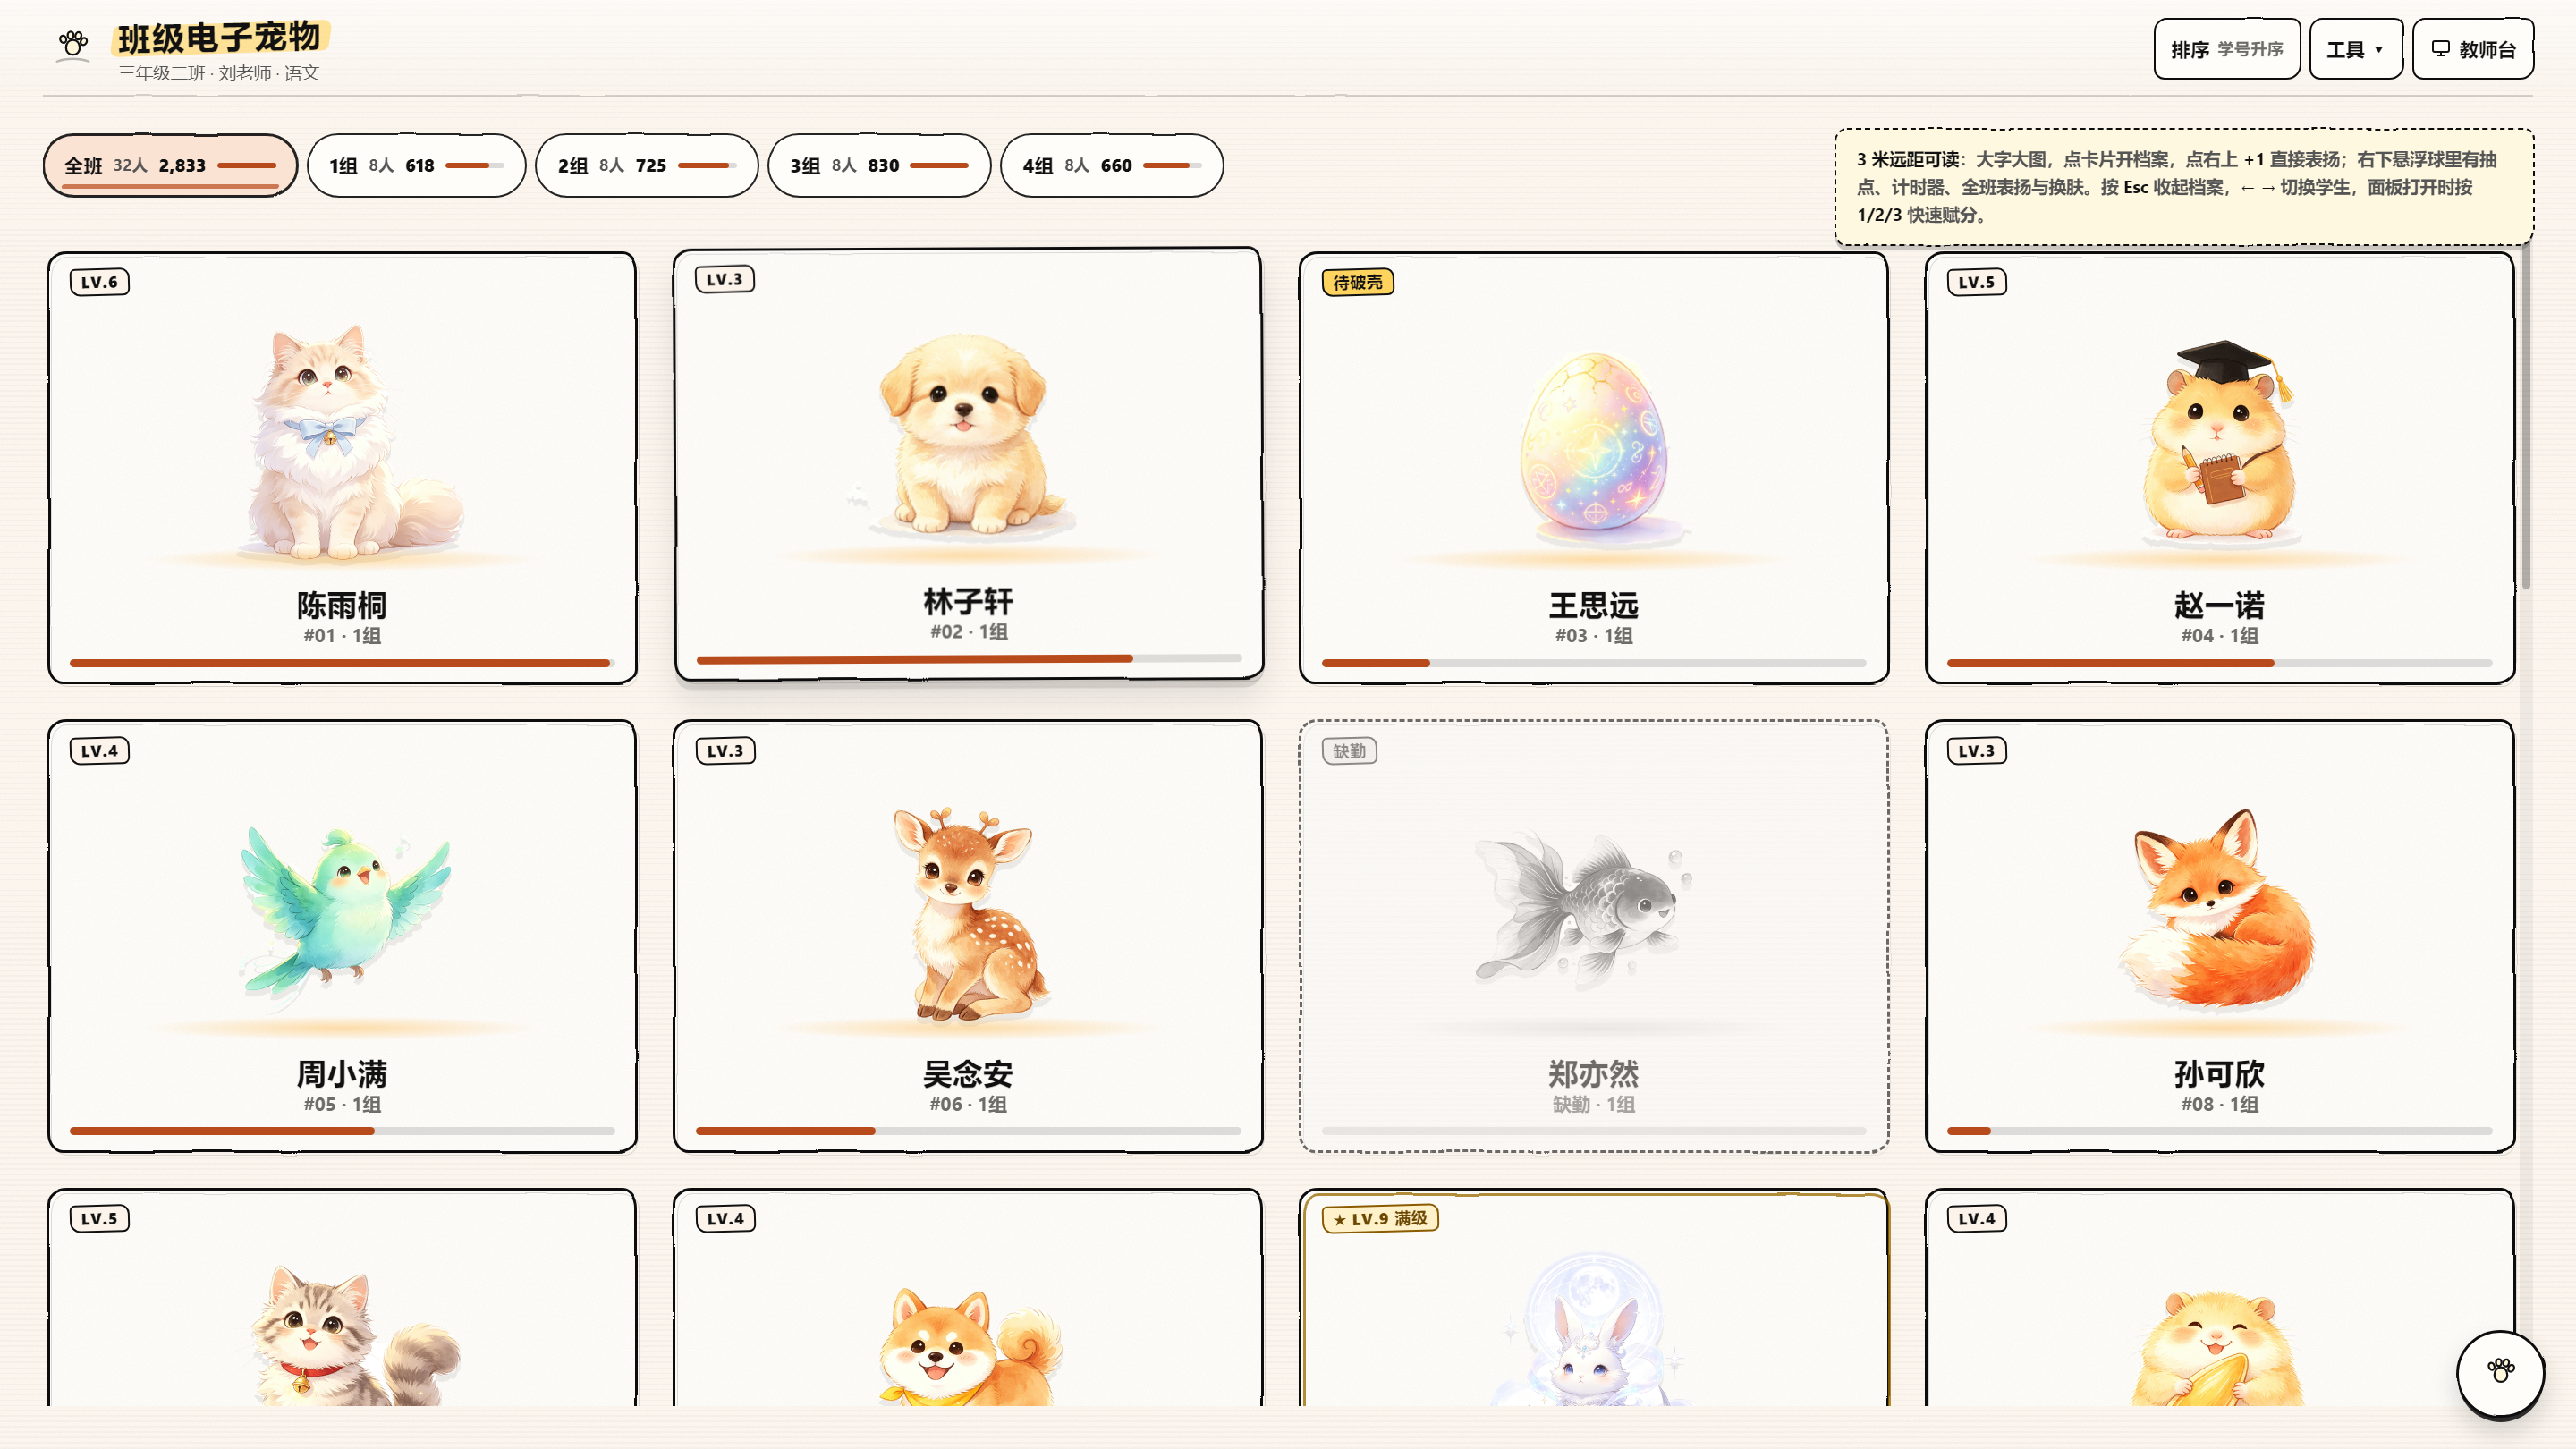 班级电子宠物
三年级二班 · 刘老师 · 语文
排序 学号升序
工具 ▾
教师台
全班 32人 2,833
1组 8人 618
2组 8人 725
3组 8人 830
4组 8人 660
3 米远距可读：大字大图，点卡片开档案，点右上 +1 直接表扬；右下悬浮球里有抽
点、计时器、全班表扬与换肤。按 Esc 收起档案，← → 切换学生，面板打开时按
1/2/3 快速赋分。
LV.6
陈雨桐
#01 · 1组
LV.3
林子轩
#02 · 1组
待破壳
王思远
#03 · 1组
LV.5
赵一诺
#04 · 1组
LV.4
周小满
#05 · 1组
LV.3
吴念安
#06 · 1组
缺勤
郑亦然
缺勤 · 1组
LV.3
孙可欣
#08 · 1组
LV.5
LV.4
★ LV.9 满级
LV.4